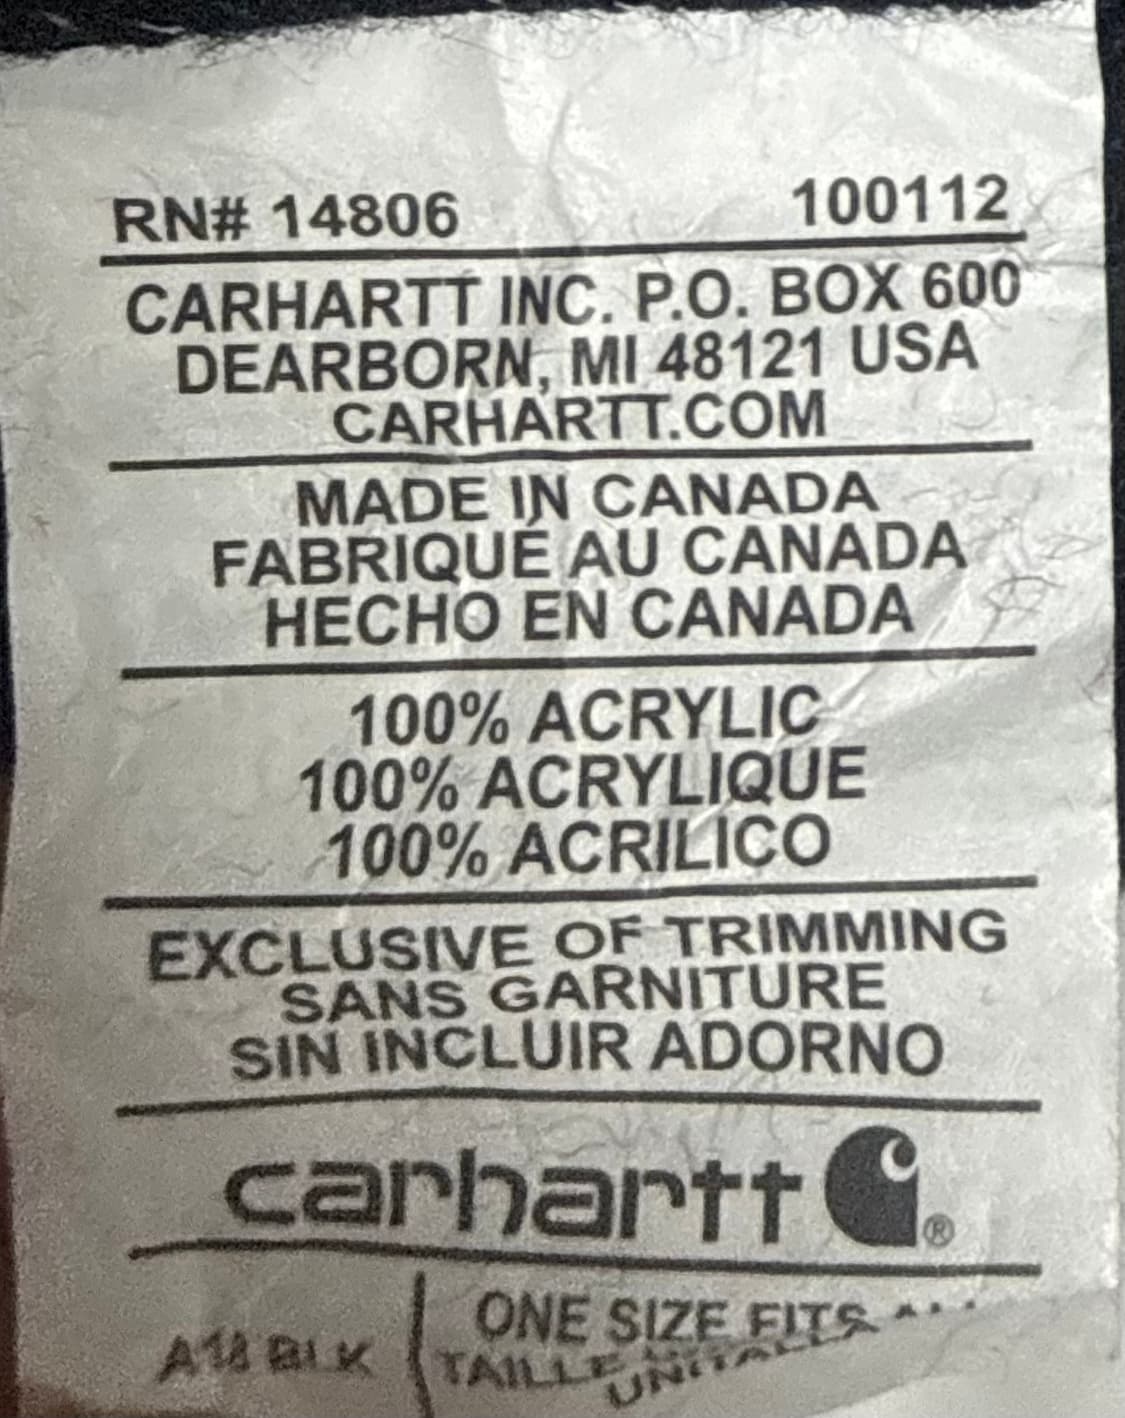 RN# 14806 100112
CARHARTT INC. P.O. BOX 600
DEARBORN, MI 48121 USA
CARHARTT.COM
MADE IN CANADA
FABRIQUÉ AU CANADA
HECHO EN CANADA
100% ACRYLIC
100% ACRYLIQUE
100% ACRILICO
EXCLUSIVE OF TRIMMING
SANS GARNITURE
SIN INCLUIR ADORNO
carhartt ®
A18 BLK
ONE SIZE FITS
TAILLE